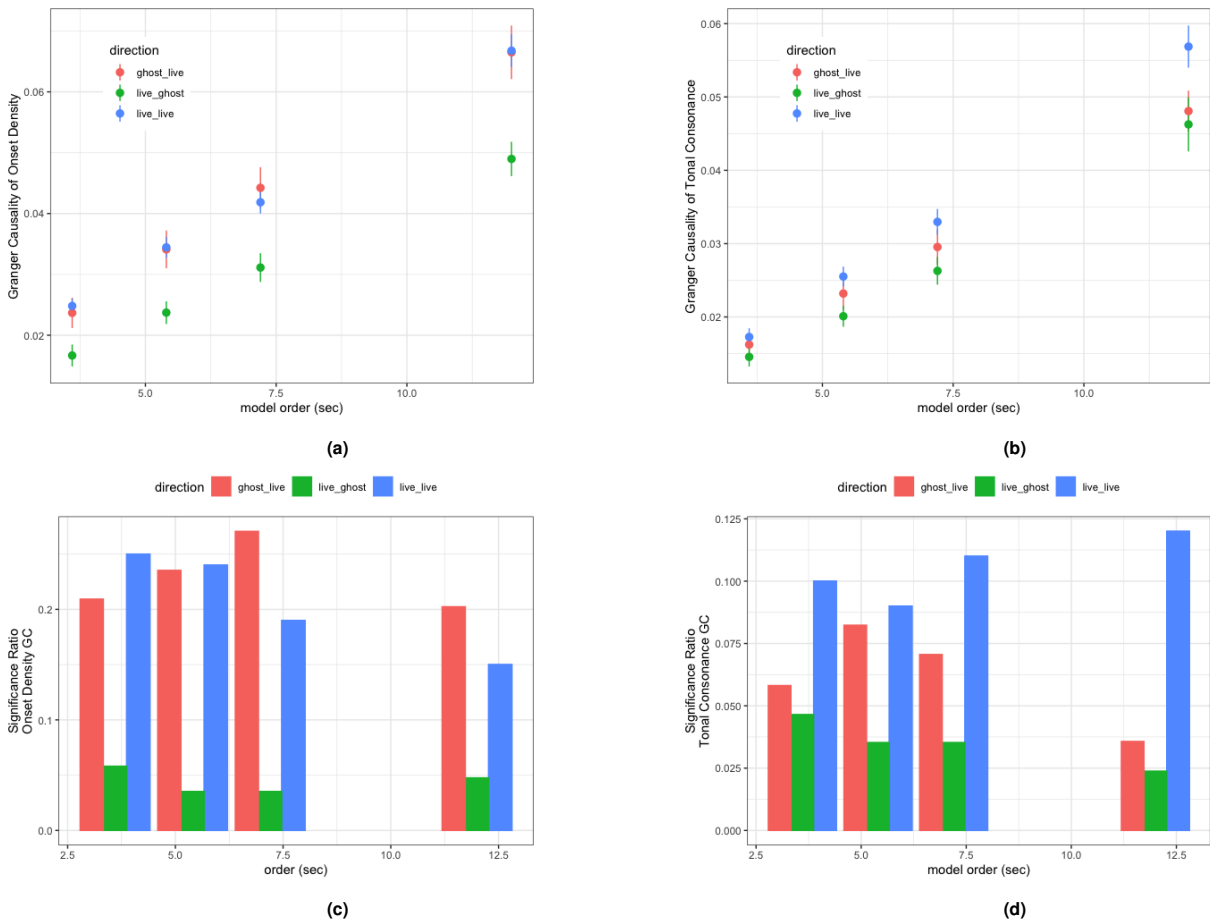 Granger Causality of Onset Density
0.06
0.04
0.02
direction
ghost_live
live_ghost
live_live
5.0 7.5 10.0
model order (sec)
(a)
Granger Causality of Tonal Consonance
0.06
0.05
0.04
0.03
0.02
direction
ghost_live
live_ghost
live_live
5.0 7.5 10.0
model order (sec)
(b)
direction ghost_live live_ghost live_live
Significance Ratio
Onset Density GC
0.2
0.1
0.0
2.5 5.0 7.5 10.0 12.5
order (sec)
(c)
direction ghost_live live_ghost live_live
Significance Ratio
Tonal Consonance GC
0.125
0.100
0.075
0.050
0.025
0.000
2.5 5.0 7.5 10.0 12.5
model order (sec)
(d)